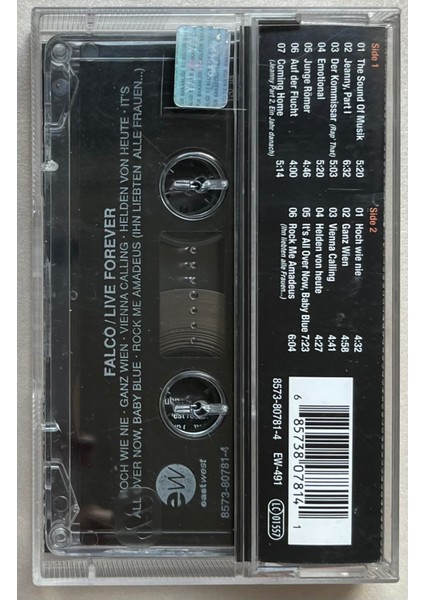 Side 1
01 The Sound Of Musik 5:20
02 Jeanny, Part I 6:32
03 Der Kommissar (Rap That) 5:03
04 Emotional 5:20
05 Junge Roemer 4:46
06 Auf der Flucht 4:00
07 Coming Home 5:14
(Jeanny Part 2, Ein Jahr danach)
Side 2
01 Hoch wie nie 4:32
02 Ganz Wien 4:58
03 Vienna Calling 4:41
04 Helden von heute 4:27
05 It's All Over Now, Baby Blue 7:23
06 Rock Me Amadeus 6:04
(Ihn liebten alle Frauen...)
8573-80781-4 EW-491
6 85738 07814 1
LC 01557
FALCO/LIVE FOREVER
HOCH WIE NIE · GANZ WIEN · VIENNA CALLING · HELDEN VON HEUTE · IT'S
ALL OVER NOW, BABY BLUE · ROCK ME AMADEUS (IHN LIEBTEN ALLE FRAUEN...)
ew
eastwest
8573-80781-4